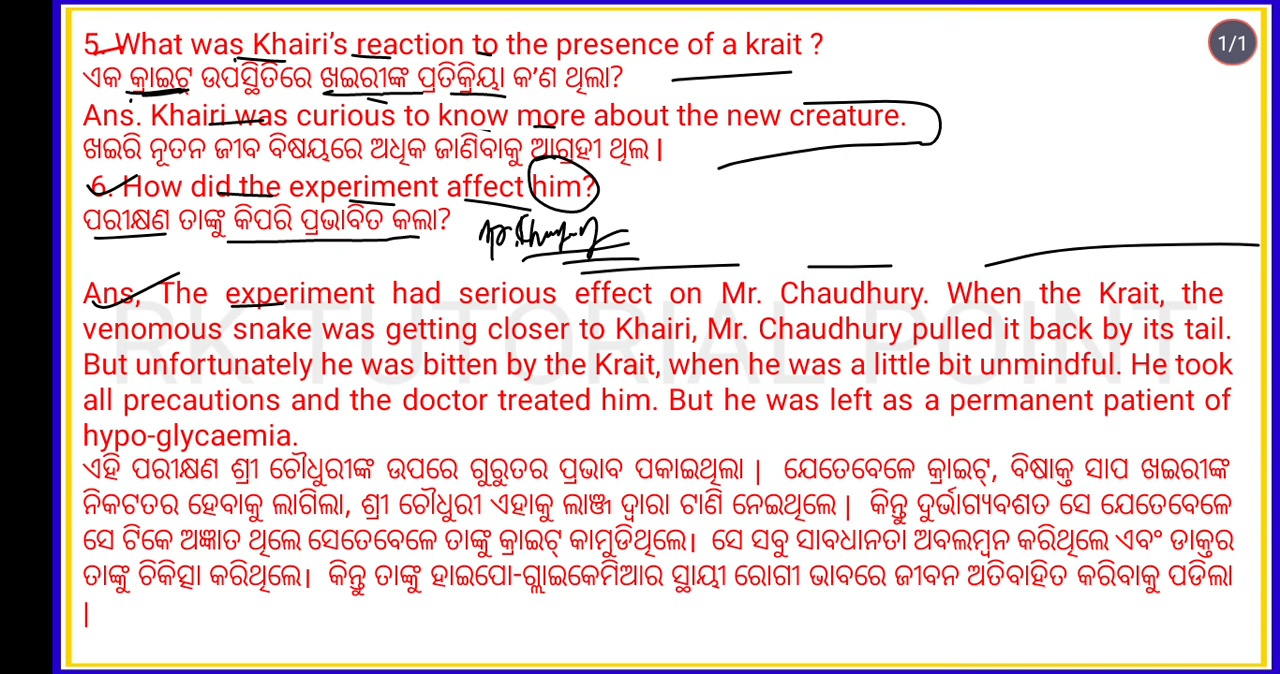 1/1
5. What was Khairi's reaction to the presence of a krait ?
ଏକ କ୍ରାଇଟ୍ ଉପସ୍ଥିତିରେ ଖଇରୀଙ୍କ ପ୍ରତିକ୍ରିୟା କ'ଣ ଥିଲା?
Ans. Khairi was curious to know more about the new creature.
ଖଇରି ନୂତନ ଜୀବ ବିଷୟରେ ଅଧିକ ଜାଣିବାକୁ ଆଗ୍ରହୀ ଥିଲ |
6. How did the experiment affect him?
ପରୀକ୍ଷଣ ତାଙ୍କୁ କିପରି ପ୍ରଭାବିତ କଲା?
Ans, The experiment had serious effect on Mr. Chaudhury. When the Krait, the
venomous snake was getting closer to Khairi, Mr. Chaudhury pulled it back by its tail.
But unfortunately he was bitten by the Krait, when he was a little bit unmindful. He took
all precautions and the doctor treated him. But he was left as a permanent patient of
hypo-glycaemia.
ଏହି ପରୀକ୍ଷଣ ଶ୍ରୀ ଚୌଧୁରୀଙ୍କ ଉପରେ ଗୁରୁତର ପ୍ରଭାବ ପକାଇଥିଲା | ଯେତେବେଳେ କ୍ରାଇଟ୍, ବିଷାକ୍ତ ସାପ ଖଇରୀଙ୍କ
ନିକଟତର ହେବାକୁ ଲାଗିଲା, ଶ୍ରୀ ଚୌଧୁରୀ ଏହାକୁ ଲାଞ୍ଜ ଦ୍ୱାରା ଟାଣି ନେଇଥିଲେ | କିନ୍ତୁ ଦୁର୍ଭାଗ୍ୟବଶତ ସେ ଯେତେବେଳେ
ସେ ଟିକେ ଅଜ୍ଞାତ ଥିଲେ ସେତେବେଳେ ତାଙ୍କୁ କ୍ରାଇଟ୍ କାମୁଡିଥିଲେ। ସେ ସବୁ ସାବଧାନତା ଅବଲମ୍ବନ କରିଥିଲେ ଏବଂ ଡାକ୍ତର
ତାଙ୍କୁ ଚିକିତ୍ସା କରିଥିଲେ। କିନ୍ତୁ ତାଙ୍କୁ ହାଇପୋ-ଗ୍ଲାଇକେମିଆର ସ୍ଥାୟୀ ରୋଗୀ ଭାବରେ ଜୀବନ ଅତିବାହିତ କରିବାକୁ ପଡିଲା
|
RK TUTORIAL POINT